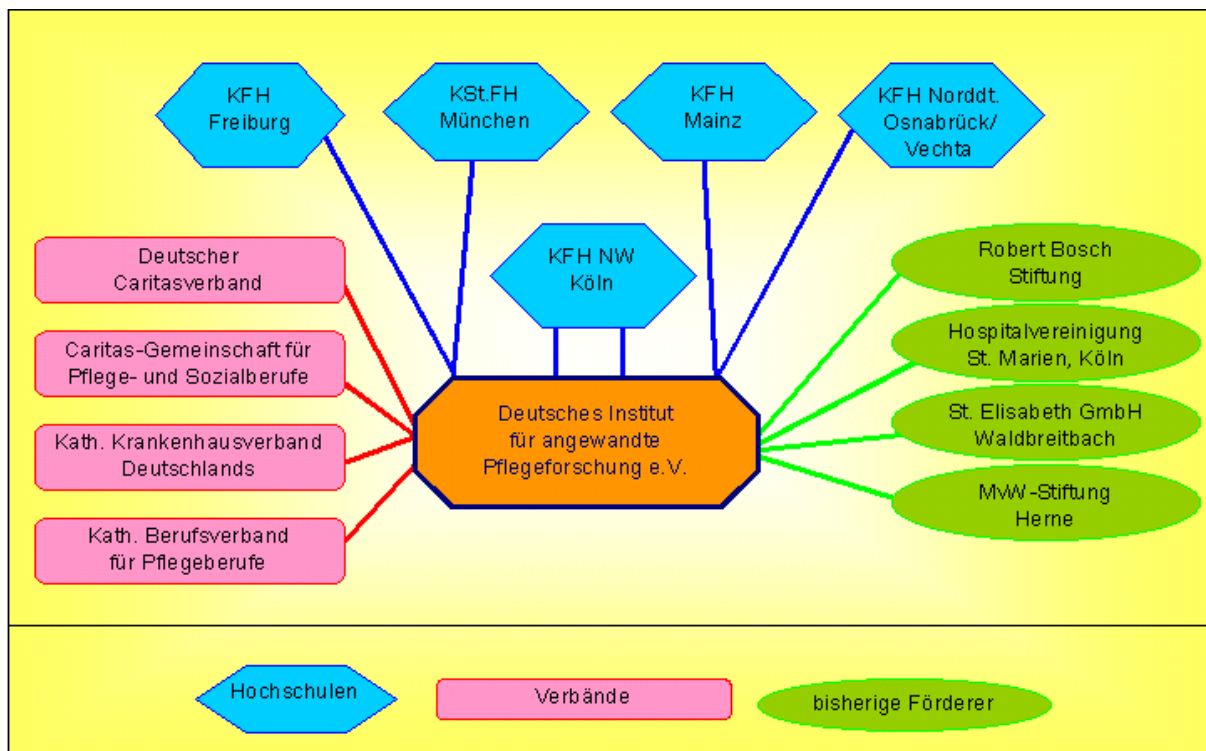 KFH
Freiburg
KSt.FH
München
KFH
Mainz
KFH Norddt.
Osnabrück/
Vechta
KFH NW
Köln
Deutscher
Caritasverband
Caritas-Gemeinschaft für
Pflege- und Sozialberufe
Kath. Krankenhausverband
Deutschlands
Kath. Berufsverband
für Pflegeberufe
Deutsches Institut
für angewandte
Pflegeforschung e.V.
Robert Bosch
Stiftung
Hospitalvereinigung
St. Marien, Köln
St. Elisabeth GmbH
Waldbreitbach
MvW-Stiftung
Herne
Hochschulen
Verbände
bisherige Förderer